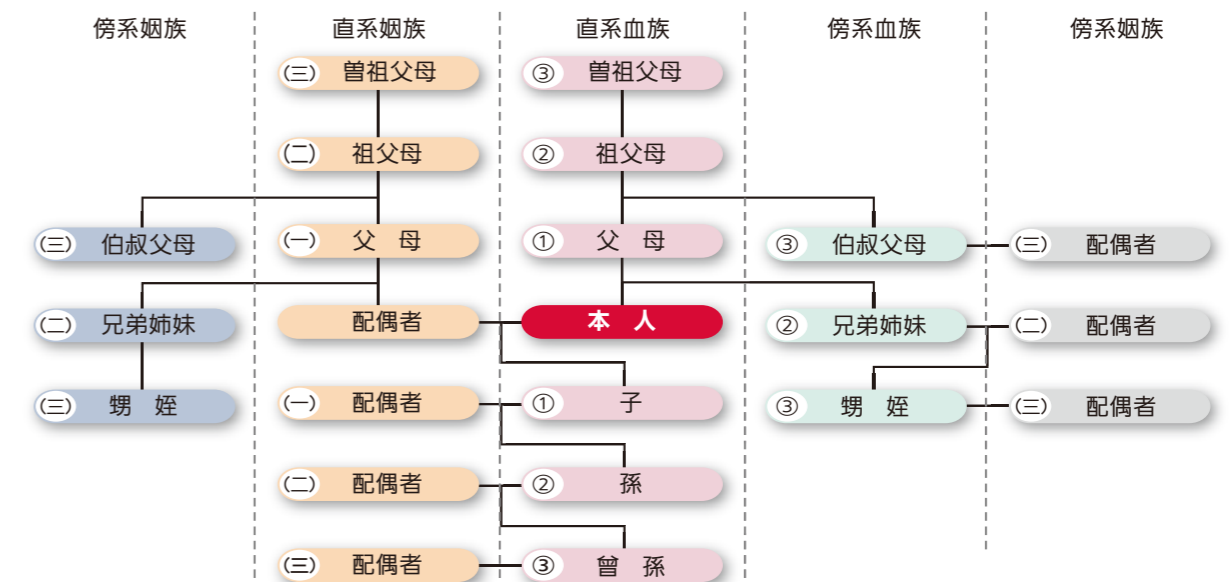 傍系姻族 直系姻族 直系血族 傍系血族 傍系姻族
(三) 曽祖父母 ③ 曽祖父母
(二) 祖父母 ② 祖父母
(三) 伯叔父母 (一) 父 母 ① 父 母 ③ 伯叔父母 (三) 配偶者
(二) 兄弟姉妹 配偶者 本 人 ② 兄弟姉妹 (二) 配偶者
(三) 甥 姪 (一) 配偶者 ① 子 ③ 甥 姪 (三) 配偶者
(二) 配偶者 ② 孫
(三) 配偶者 ③ 曾 孫